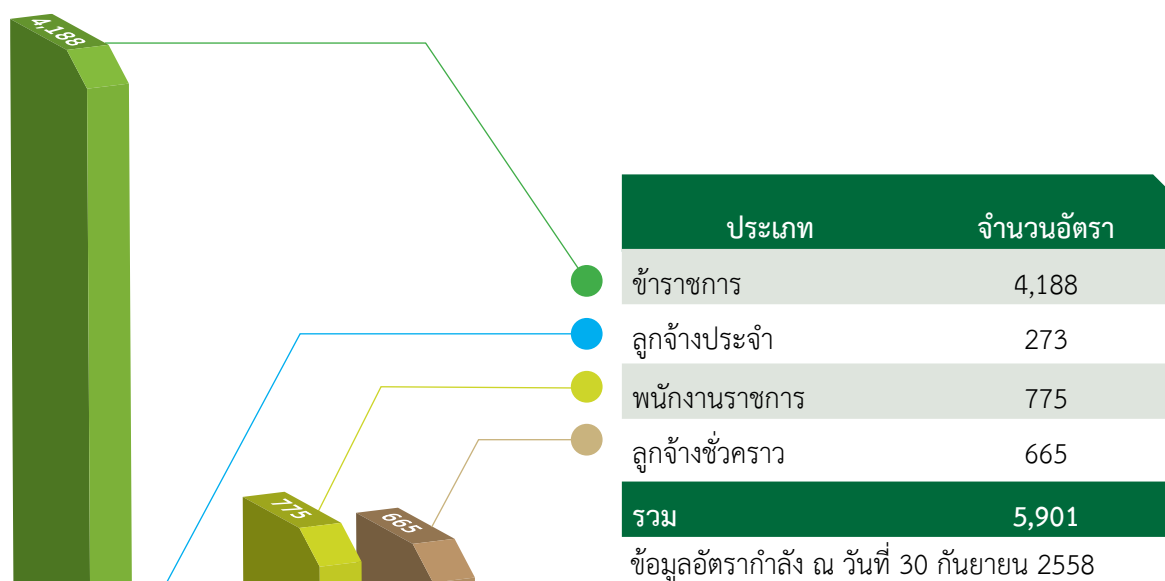 4,188
ประเภท จำนวนอัตรา
ข้าราชการ 4,188
ลูกจ้างประจำ 273
พนักงานราชการ 775
ลูกจ้างชั่วคราว 665
775
665
รวม 5,901
ข้อมูลอัตรากำลัง ณ วันที่ 30 กันยายน 2558